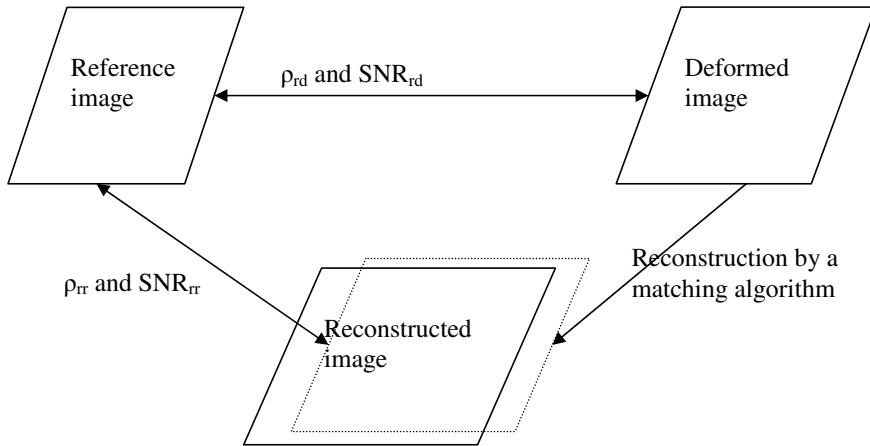 Reference
image
ρrd and SNRrd
Deformed
image
ρrr and SNRrr
Reconstruction by a
matching algorithm
Reconstructed
image